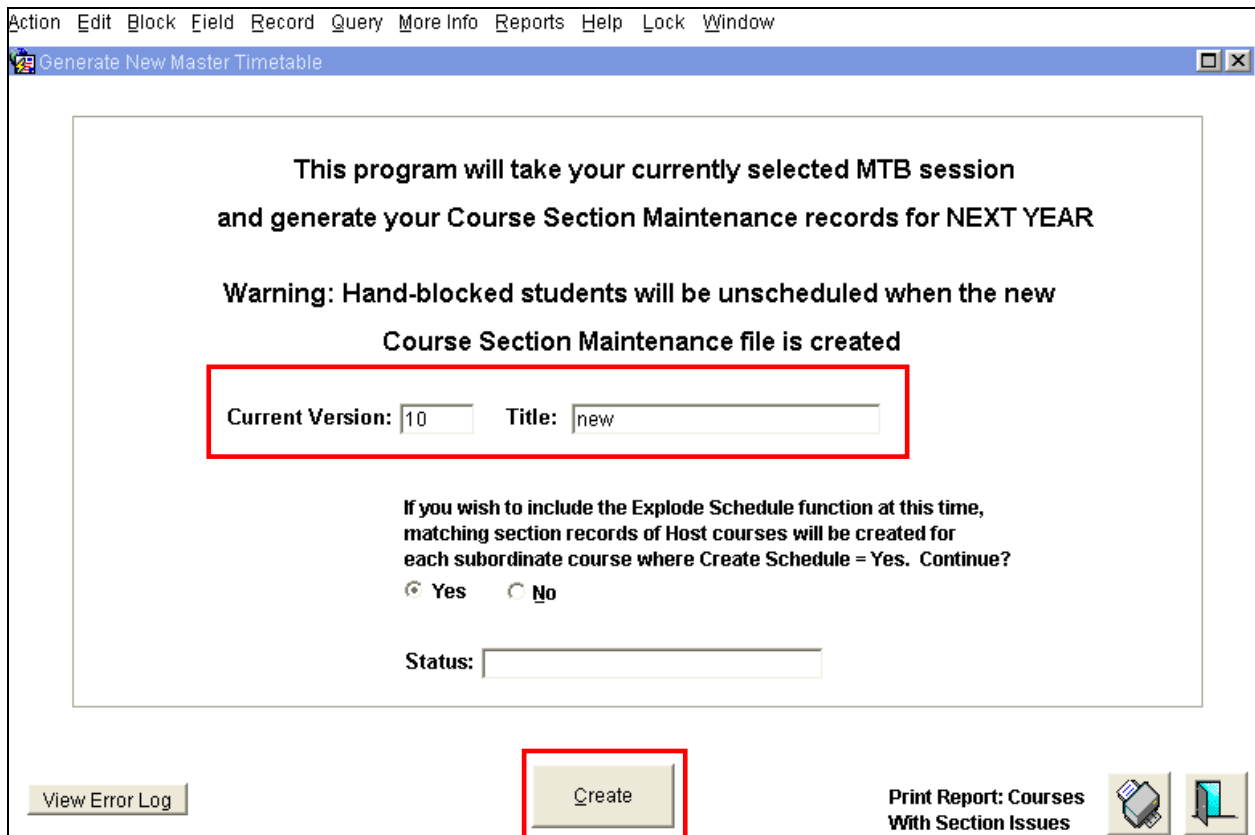 Action Edit Block Field Record Query More Info Reports Help Lock Window
Generate New Master Timetable
This program will take your currently selected MTB session
and generate your Course Section Maintenance records for NEXT YEAR
Warning: Hand-blocked students will be unscheduled when the new
Course Section Maintenance file is created
Current Version: 10 Title: new
If you wish to include the Explode Schedule function at this time,
matching section records of Host courses will be created for
each subordinate course where Create Schedule = Yes. Continue?
Yes No
Status:
View Error Log
Create
Print Report: Courses
With Section Issues